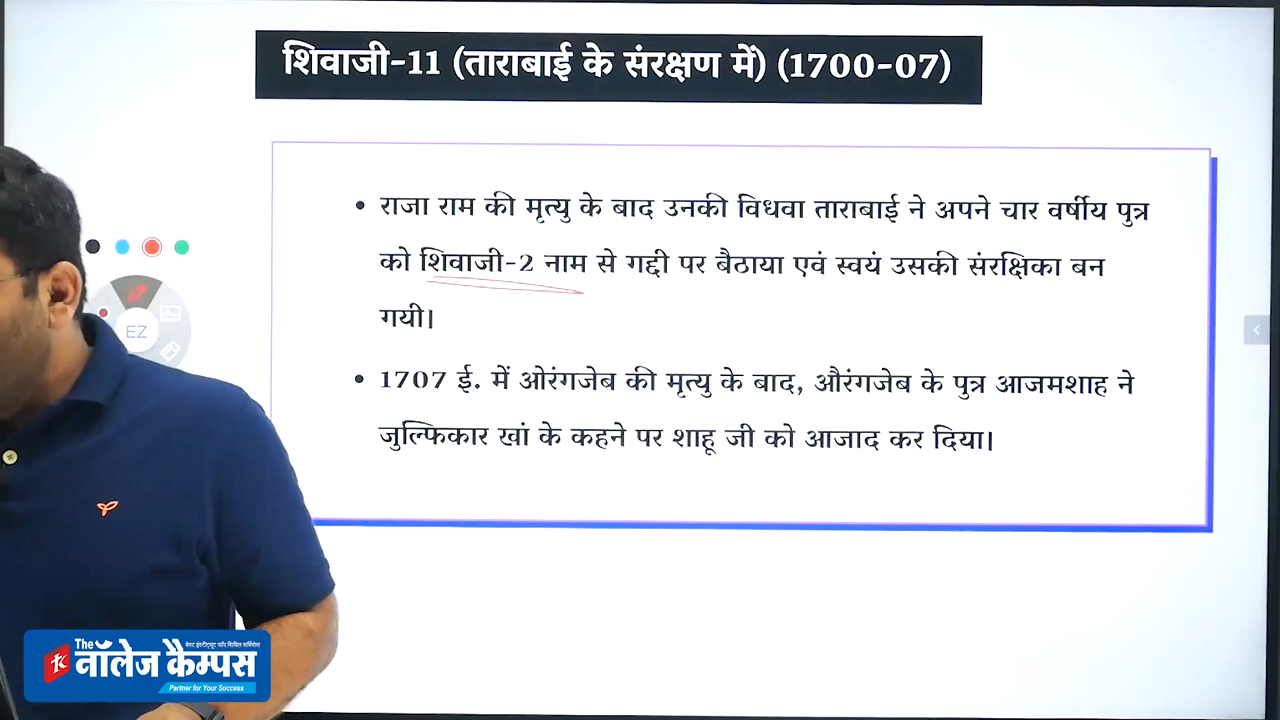 शिवाजी-11 (ताराबाई के संरक्षण में) (1700-07)
• राजा राम की मृत्यु के बाद उनकी विधवा ताराबाई ने अपने चार वर्षीय पुत्र
को शिवाजी-2 नाम से गद्दी पर बैठाया एवं स्वयं उसकी संरक्षिका बन
गयी।
• 1707 ई. में ओरंगजेब की मृत्यु के बाद, औरंगजेब के पुत्र आजमशाह ने
जुल्फिकार खां के कहने पर शाहू जी को आजाद कर दिया।
EZ
The बेस्ट इंस्टीट्यूट फॉर सिविल सर्विसेज
नॉलेज कैम्पस
Partner for Your Success